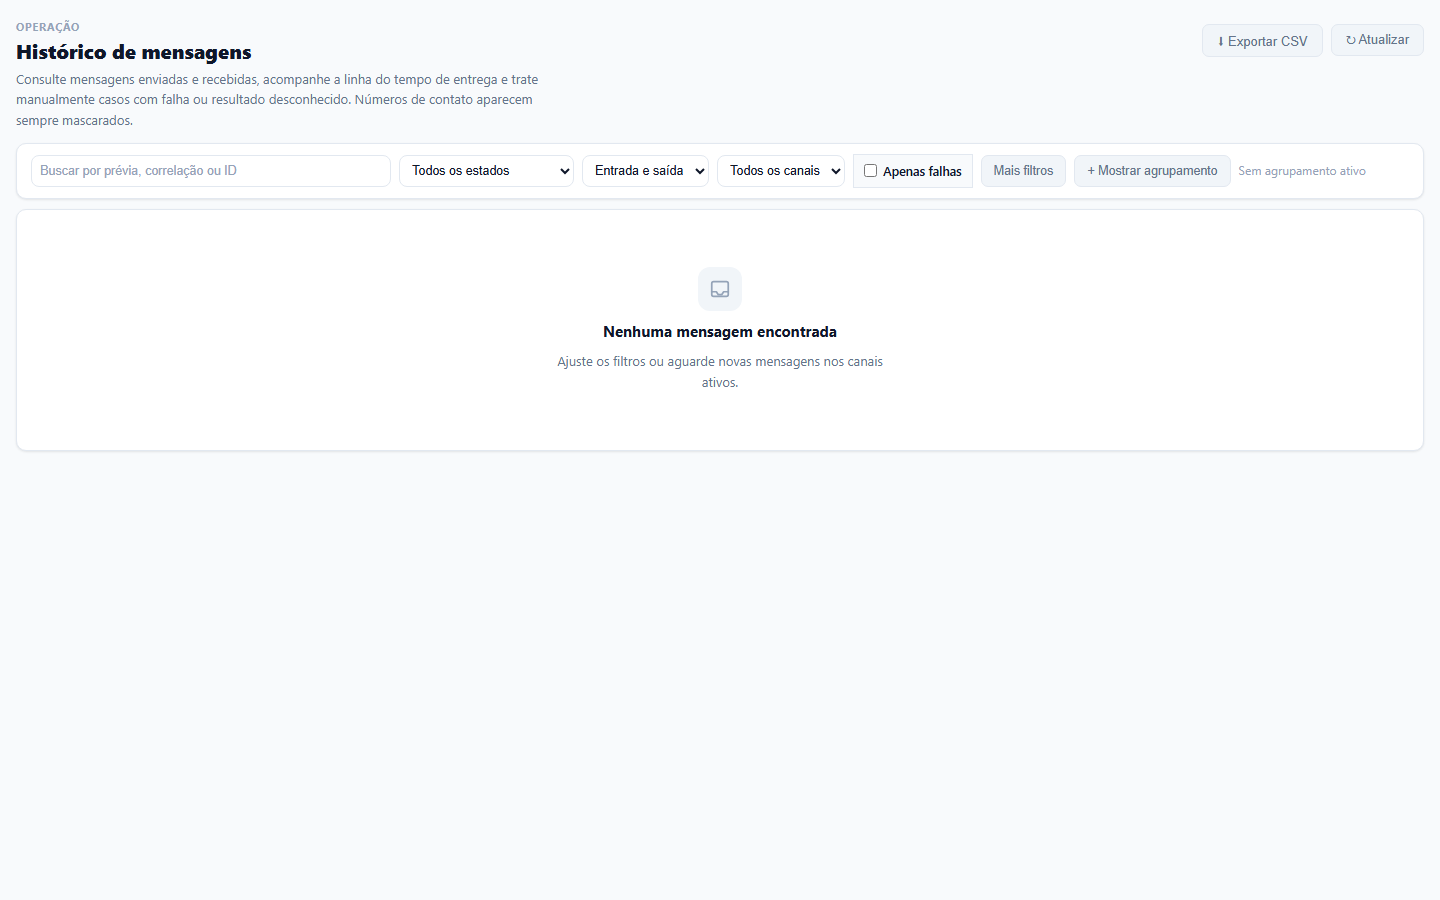 OPERAÇÃO
Histórico de mensagens
Consulte mensagens enviadas e recebidas, acompanhe a linha do tempo de entrega e trate
manualmente casos com falha ou resultado desconhecido. Números de contato aparecem
sempre mascarados.
⬇ Exportar CSV
↻ Atualizar
Buscar por prévia, correlação ou ID
Todos os estados
Entrada e saída
Todos os canais
Apenas falhas
Mais filtros
+ Mostrar agrupamento
Sem agrupamento ativo
Nenhuma mensagem encontrada
Ajuste os filtros ou aguarde novas mensagens nos canais
ativos.